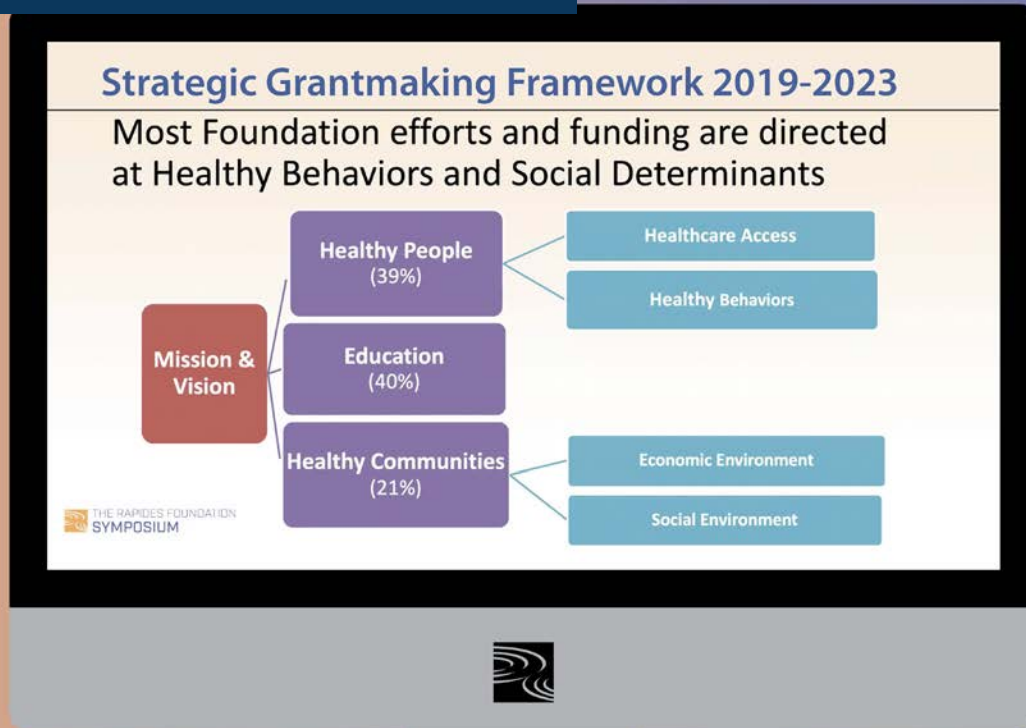 Strategic Grantmaking Framework 2019-2023
Most Foundation efforts and funding are directed
at Healthy Behaviors and Social Determinants
Mission &
Vision
Healthy People
(39%)
Education
(40%)
Healthy Communities
(21%)
Healthcare Access
Healthy Behaviors
Economic Environment
Social Environment
THE RAPIDES FOUNDATION
SYMPOSIUM